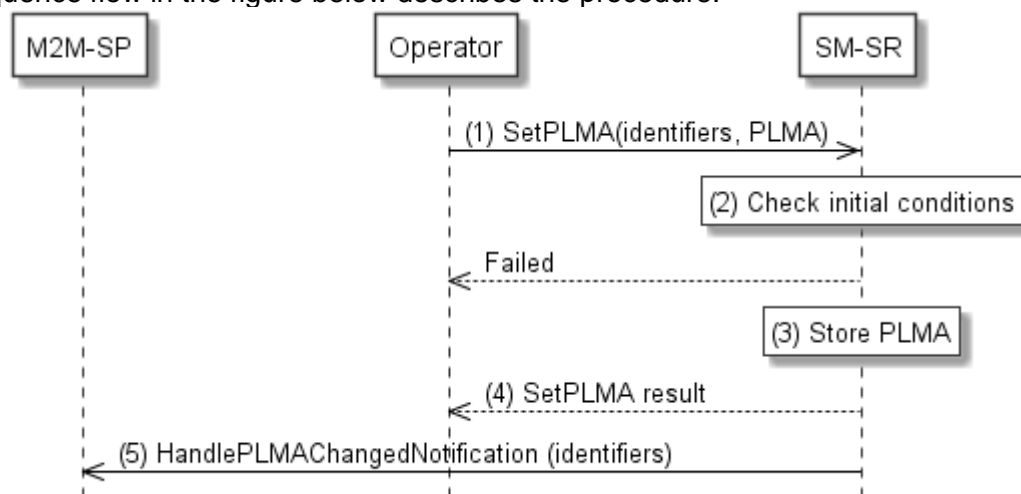 quence flow in the figure below describes the procedure.
M2M-SP Operator SM-SR
(1) SetPLMA(identifiers, PLMA)
(2) Check initial conditions
Failed
(3) Store PLMA
(4) SetPLMA result
(5) HandlePLMAChangedNotification (identifiers)